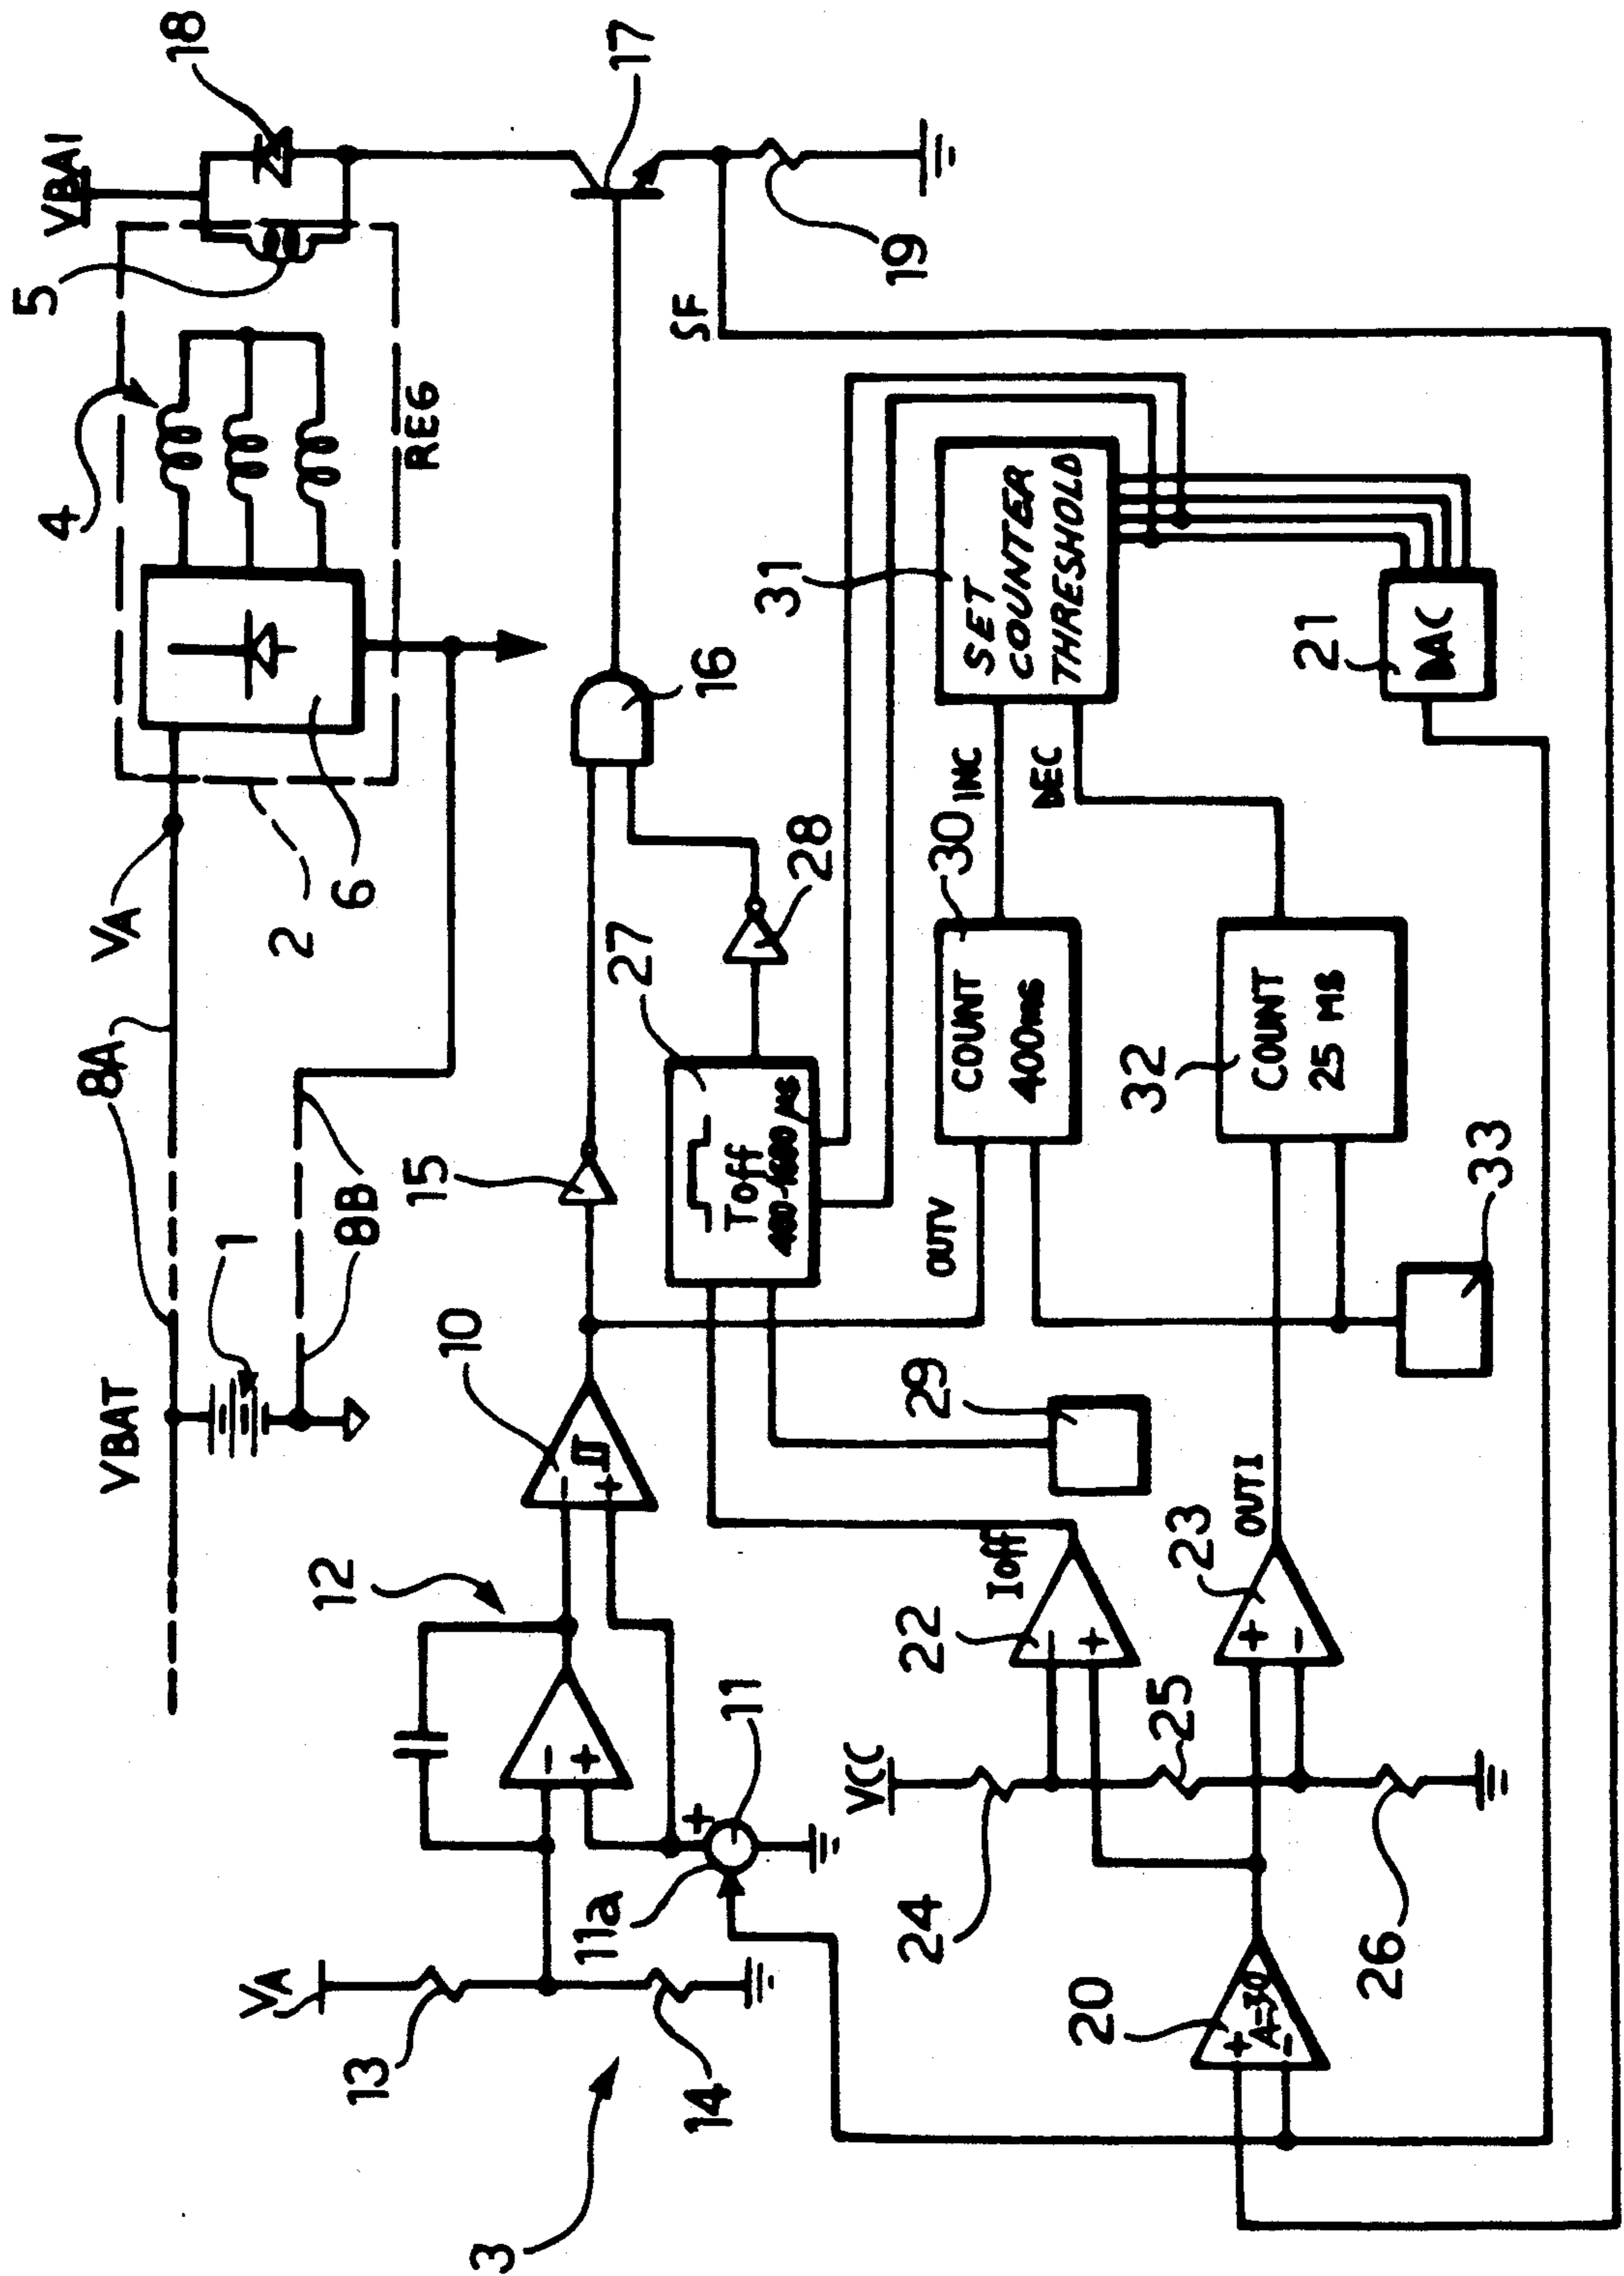 VBAT
8A
VA
4
5
VBAT
18
1
8B
2
6
REG
12
10
15
16
17
VA
13
14
11a
11
3
27
Toff
400-1600 µS
28
SF
19
OUTV
30
COUNT
400ms
INC
DEC
31
SET
COUNTER
THRESHOLD
29
22
Ioff
VCC
24
25
26
20
A=30
23
OUTI
32
COUNT
25 MS
33
21
DAC
+
-
+
-
II
+
-
+
-
+
+
-
+
-